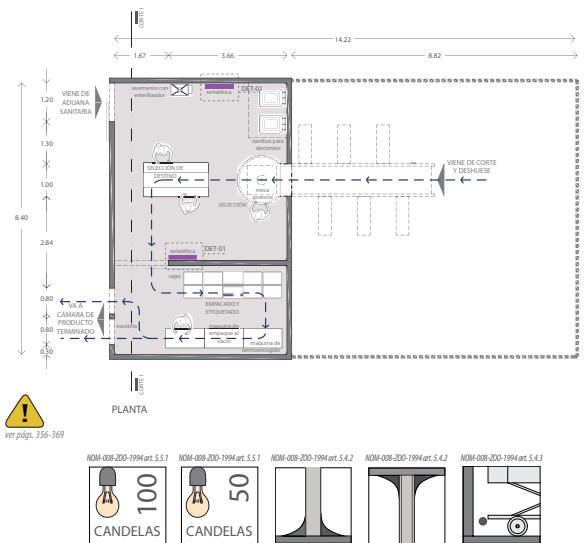 CORTE 1
14.22
1.67
3.66
8.82
1.20
1.30
1.00
8.40
2.84
0.80
0.80
0.30
VIENE DE
ADUANA
SANITARIA
lavamanos con
esterilizador
señalética
DET-01
tambos para
decomiso
SELECCIÓN DE
DESTINO
mesa
giratoria
SELECCIÓN
VIENE DE CORTE
Y DESHUESE
señalética
DET-01
cajas
EMPACADO Y
ETIQUETADO
VA A
CÁMARA DE
PRODUCTO
TERMINADO
escotilla
maquina de
empaque al
vacío
maquina de
termoencogido
CORTE 1
PLANTA
!
ver págs. 356-369
NOM-008-ZOO-1994 art. 5.5.1
NOM-008-ZOO-1994 art. 5.5.1
NOM-008-ZOO-1994 art. 5.4.2
NOM-008-ZOO-1994 art. 5.4.2
NOM-008-ZOO-1994 art. 5.4.3
100
CANDELAS
50
CANDELAS